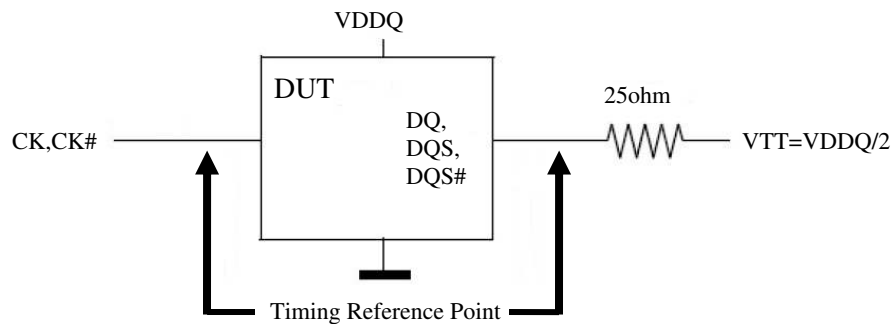 VDDQ
DUT
25ohm
CK,CK#
DQ,
DQS,
DQS#
VTT=VDDQ/2
Timing Reference Point